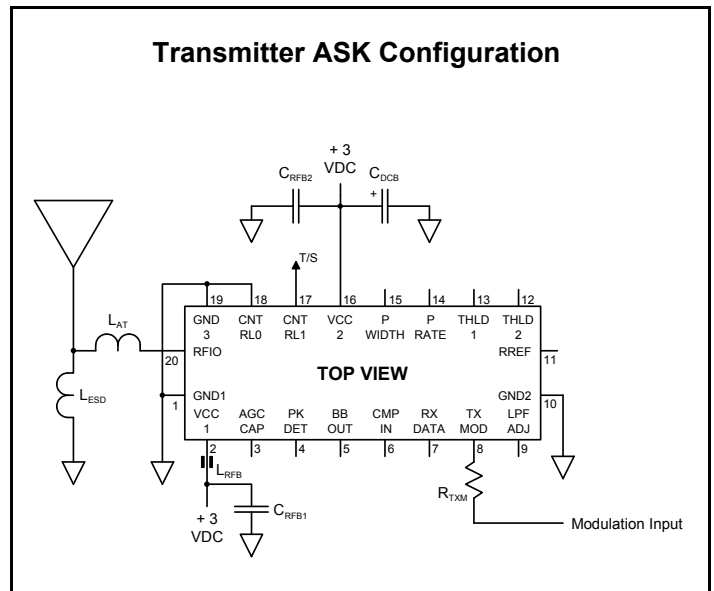 Transmitter ASK Configuration
+ 3
VDC
CRFB2
CDCB
+
T/S
19
18
17
16
15
14
13
12
GND
3
CNT
RL0
CNT
RL1
VCC
2
P
WIDTH
P
RATE
THLD
1
THLD
2
LAT
20
RFIO
RREF
11
TOP VIEW
LESD
1
GND1
GND2
10
VCC
1
AGC
CAP
PK
DET
BB
OUT
CMP
IN
RX
DATA
TX
MOD
LPF
ADJ
2
3
4
5
6
7
8
9
LRFB
RTXM
+ 3
VDC
CRFB1
Modulation Input